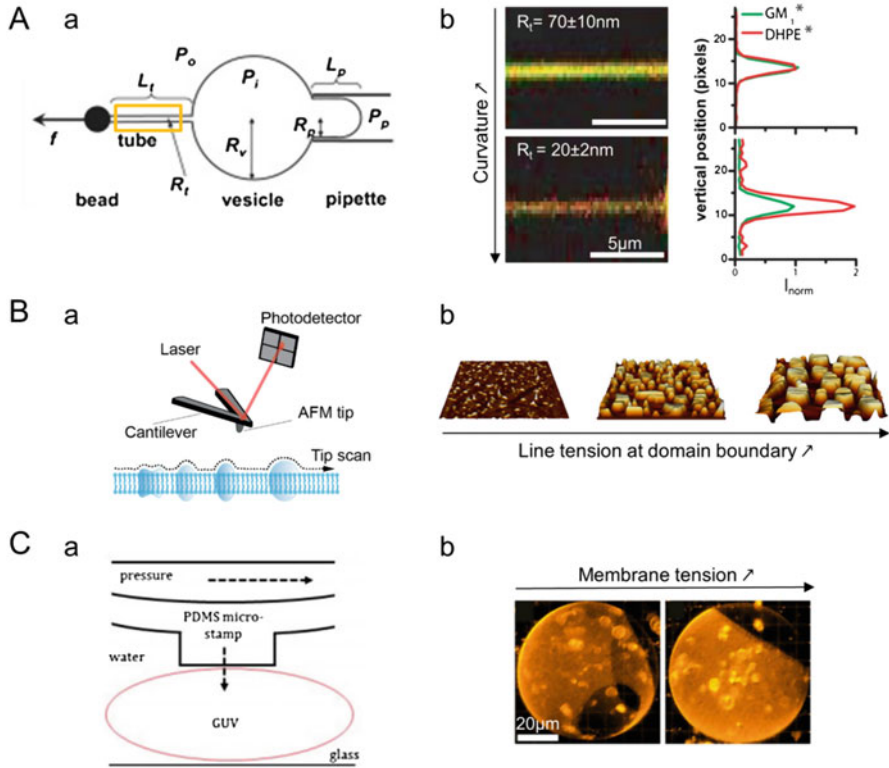 A
a
Po
Pi
Lt
Lp
Pp
Rp
f
tube
Rv
Rt
bead
vesicle
pipette
b
Curvature ↗
Rt = 70±10nm
Rt = 20±2nm
5µm
GM1*
DHPE*
vertical position (pixels)
20
10
0
20
10
0
0
1
2
Inorm
B
a
Photodetector
Laser
AFM tip
Cantilever
Tip scan
b
Line tension at domain boundary ↗
C
a
pressure
PDMS micro-
stamp
water
GUV
glass
b
Membrane tension ↗
20µm